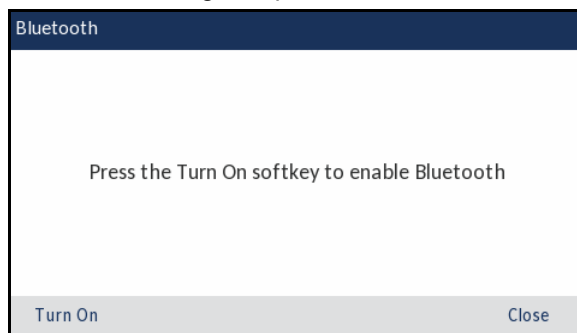 Bluetooth
Press the Turn On softkey to enable Bluetooth
Turn On
Close